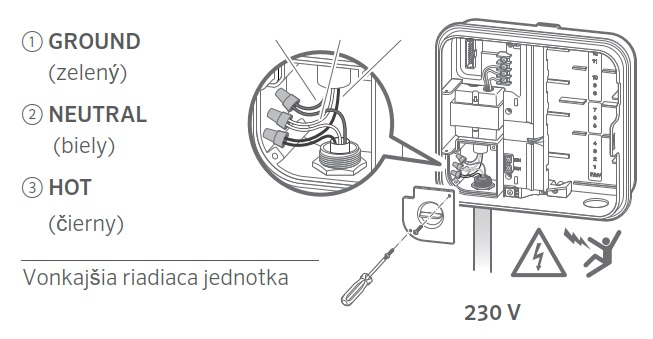 ① GROUND
(zelený)
② NEUTRAL
(biely)
③ HOT
(čierny)
Vonkajšia riadiaca jednotka
230 V